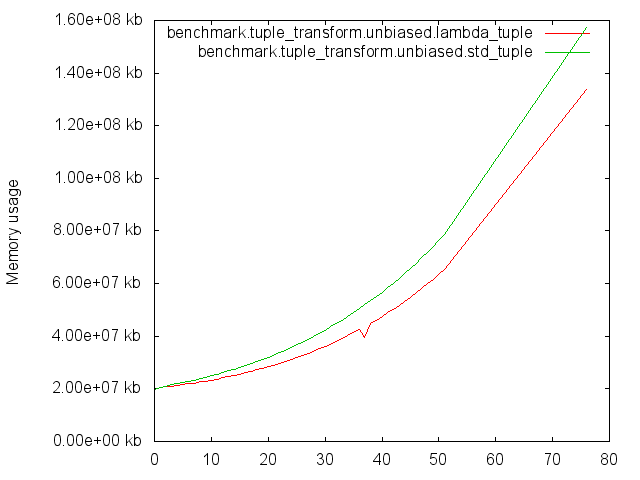 1.60e+08 kb
benchmark.tuple_transform.unbiased.lambda_tuple
benchmark.tuple_transform.unbiased.std_tuple
1.40e+08 kb
1.20e+08 kb
1.00e+08 kb
8.00e+07 kb
6.00e+07 kb
4.00e+07 kb
2.00e+07 kb
0.00e+00 kb
Memory usage
0 10 20 30 40 50 60 70 80